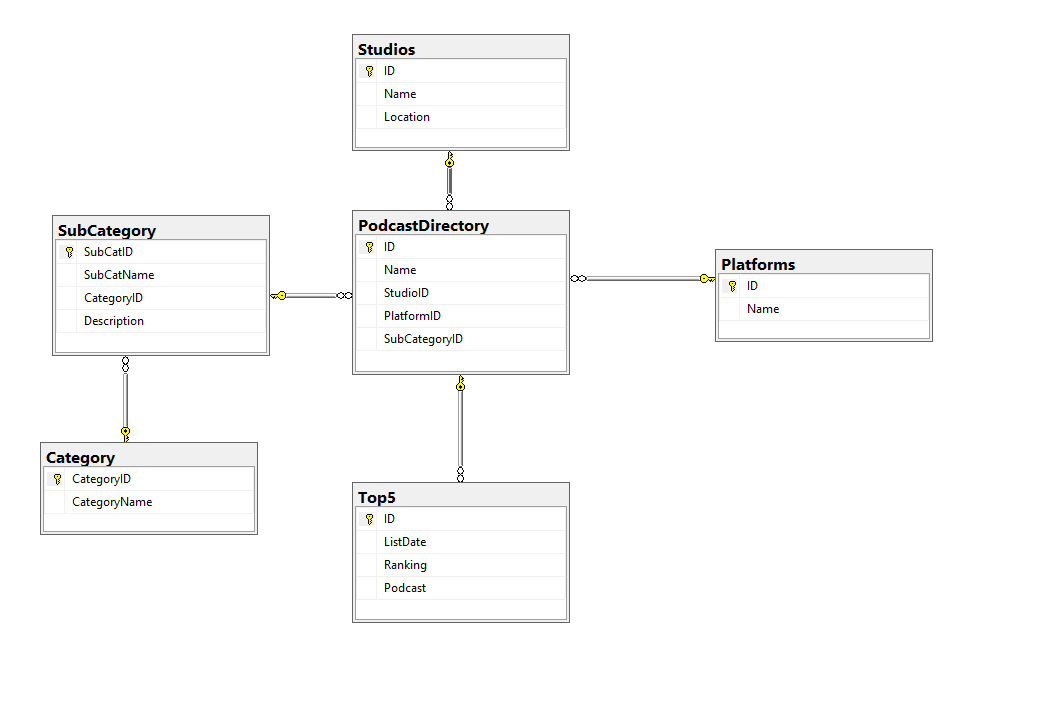 Studios
ID
Name
Location
SubCategory
SubCatID
SubCatName
CategoryID
Description
PodcastDirectory
ID
Name
StudioID
PlatformID
SubCategoryID
Platforms
ID
Name
Category
CategoryID
CategoryName
Top5
ID
ListDate
Ranking
Podcast